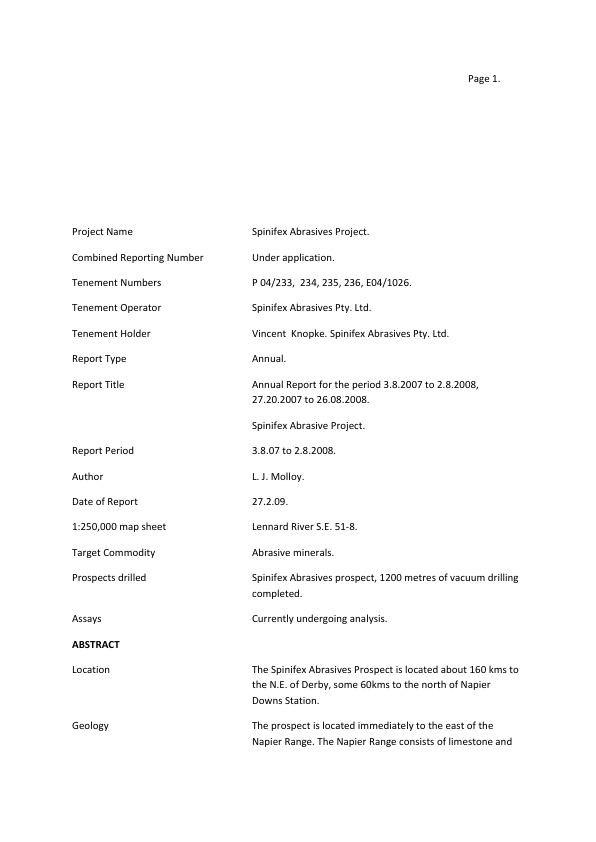 Page 1.
Project Name Spinifex Abrasives Project.
Combined Reporting Number Under application.
Tenement Numbers P 04/233,  234, 235, 236, E04/1026.
Tenement Operator Spinifex Abrasives Pty. Ltd.
Tenement Holder Vincent  Knopke. Spinifex Abrasives Pty. Ltd.
Report Type Annual.
Report Title Annual Report for the period 3.8.2007 to 2.8.2008,
27.20.2007 to 26.08.2008.
Spinifex Abrasive Project.
Report Period 3.8.07 to 2.8.2008.
Author L. J. Molloy.
Date of Report 27.2.09.
1:250,000 map sheet Lennard River S.E. 51-8.
Target Commodity Abrasive minerals.
Prospects drilled Spinifex Abrasives prospect, 1200 metres of vacuum drilling
completed.
Assays Currently undergoing analysis.
ABSTRACT
Location The Spinifex Abrasives Prospect is located about 160 kms to
the N.E. of Derby, some 60kms to the north of Napier
Downs Station.
Geology The prospect is located immediately to the east of the
Napier Range. The Napier Range consists of limestone and